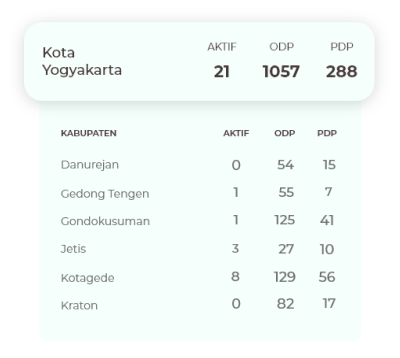 Kota AKTIF ODP PDP
Yogyakarta 21 1057 288
KABUPATEN AKTIF ODP PDP
Danurejan 0 54 15
Gedong Tengen 1 55 7
Gondokusuman 1 125 41
Jetis 3 27 10
Kotagede 8 129 56
Kraton 0 82 17